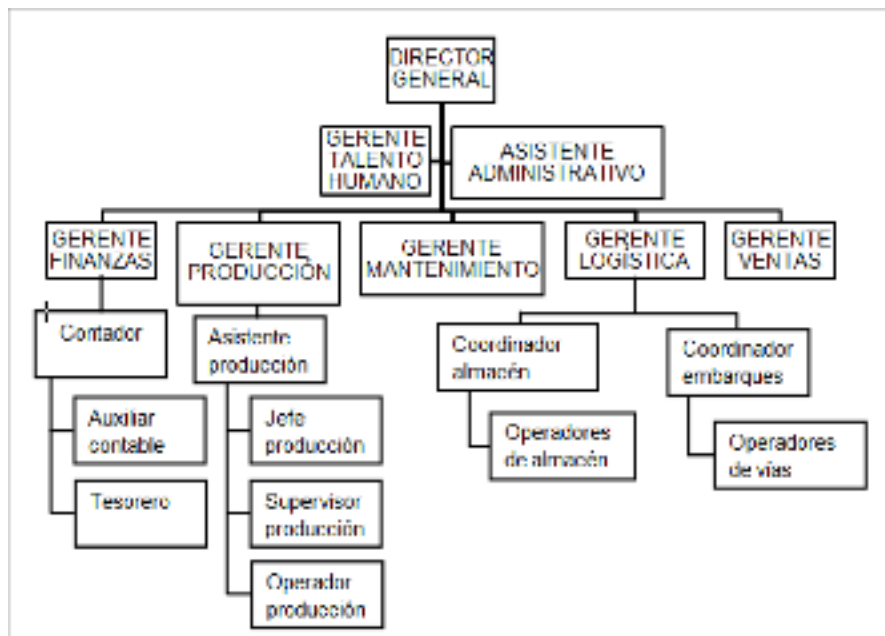 DIRECTOR
GENERAL
GERENTE
TALENTO
HUMANO
ASISTENTE
ADMINISTRATIVO
GERENTE
FINANZAS
GERENTE
PRODUCCIÓN
GERENTE
MANTENIMIENTO
GERENTE
LOGÍSTICA
GERENTE
VENTAS
Contador
Asistente
producción
Coordinador
almacén
Coordinador
embarques
Auxiliar
contable
Jefe
producción
Operadores
de almacén
Operadores
de vías
Tesorero
Supervisor
producción
Operador
producción